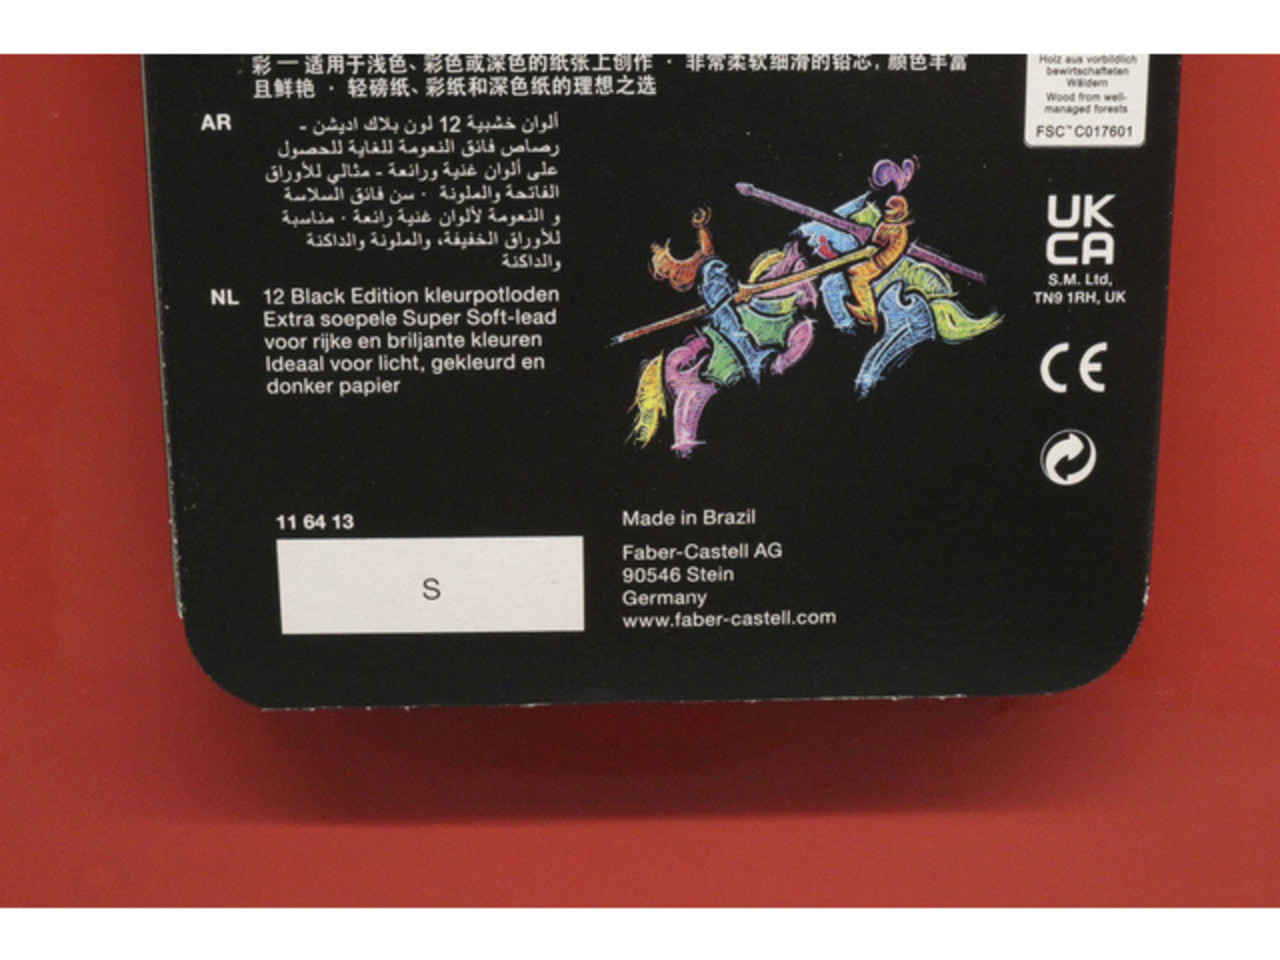 彩 一 适用于浅色、彩色或深色的纸张上创作 · 非常柔软细滑的铅芯, 颜色丰富
且鲜艳 · 轻磅纸、彩纸和深色纸的理想之选
AR
ألوان خشبية 12 لون بلاك اديشن -
رصاص فائق النعومة للغاية للحصول
على ألوان غنية ورائعة - مثالي للأوراق
الفاتحة والملونة · سن فائق السلاسة
و النعومة لألوان غنية رائعة · مناسبة
للأوراق الخفيفة، والملونة والداكنة
والداكنة
NL
12 Black Edition kleurpotloden
Extra soepele Super Soft-lead
voor rijke en briljante kleuren
Ideaal voor licht, gekleurd en
donker papier
11 64 13
S
Made in Brazil
Faber-Castell AG
90546 Stein
Germany
www.faber-castell.com
Holz aus vorbildlich
bewirtschafteten
Wäldern
Wood from well-
managed forests
FSC™ C017601
UK
CA
S.M. Ltd,
TN9 1RH, UK
CE